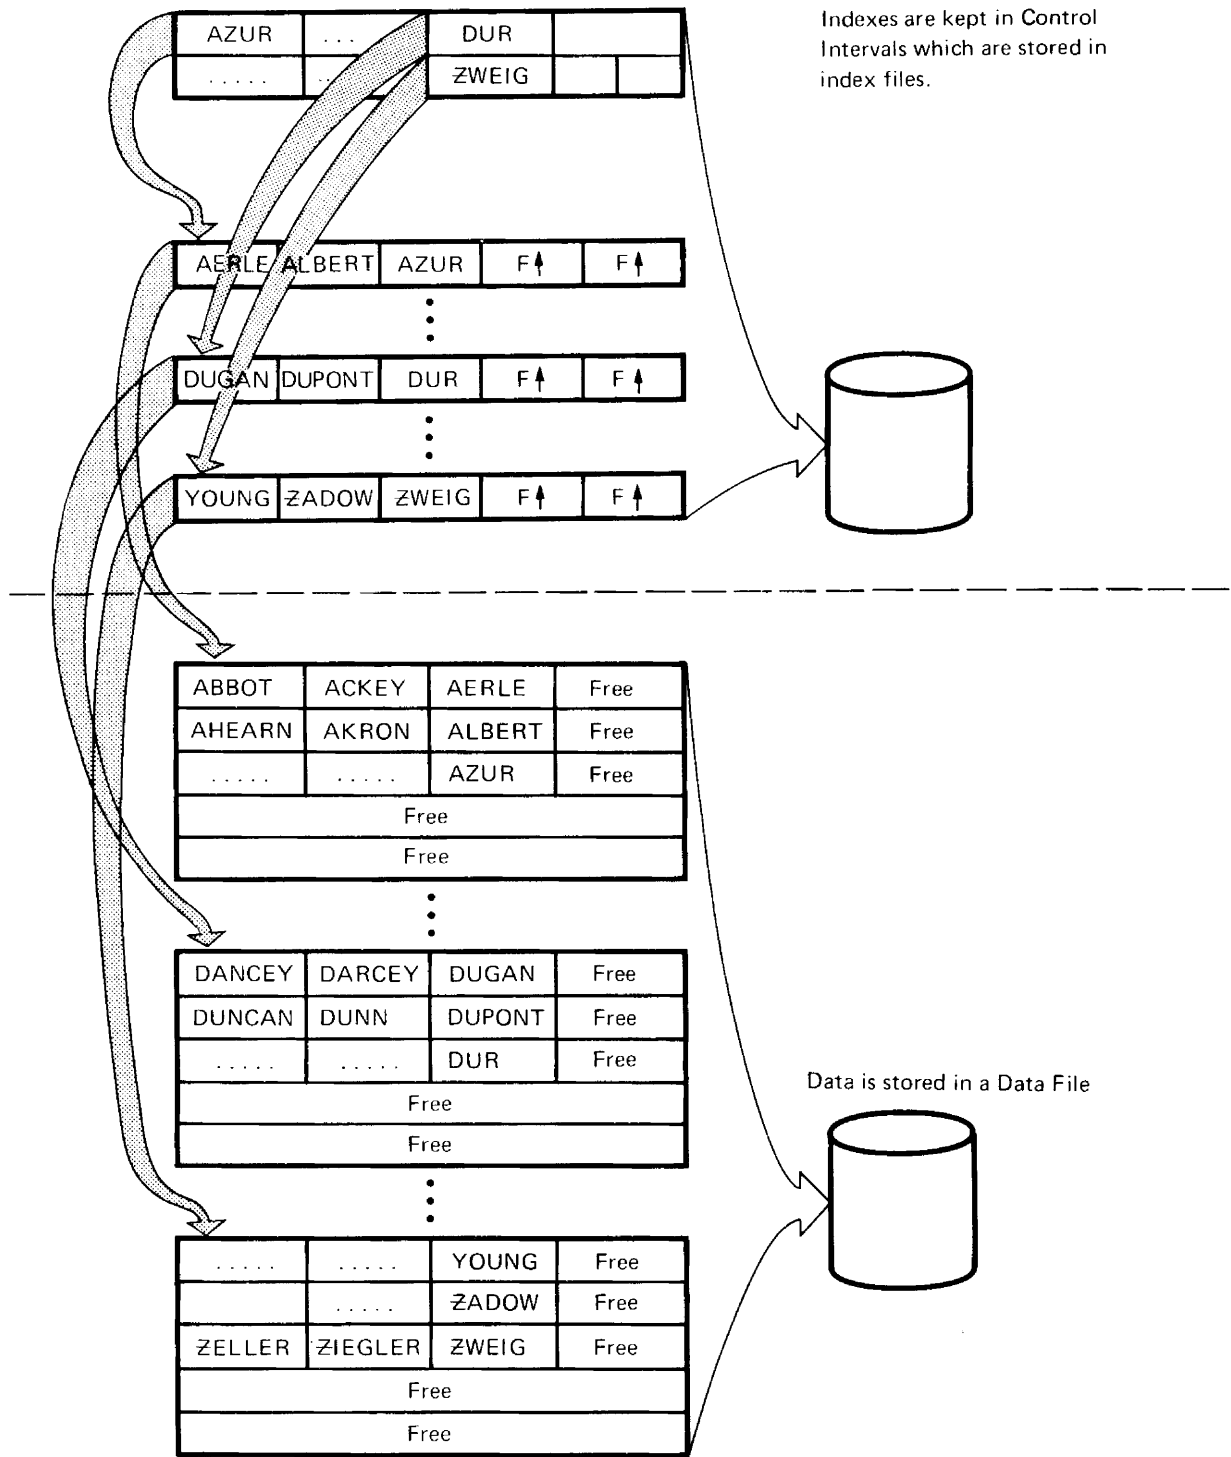 AZUR ... DUR
..... .. ZWEIG
Indexes are kept in Control
Intervals which are stored in
index files.
AERLE ALBERT AZUR F↑ F↑
DUGAN DUPONT DUR F↑ F↑
YOUNG ZADOW ZWEIG F↑ F↑
ABBOT ACKEY AERLE Free
AHEARN AKRON ALBERT Free
..... ..... AZUR Free
Free
Free
DANCEY DARCEY DUGAN Free
DUNCAN DUNN DUPONT Free
..... ..... DUR Free
Free
Free
Data is stored in a Data File
..... ..... YOUNG Free
..... ZADOW Free
ZELLER ZIEGLER ZWEIG Free
Free
Free